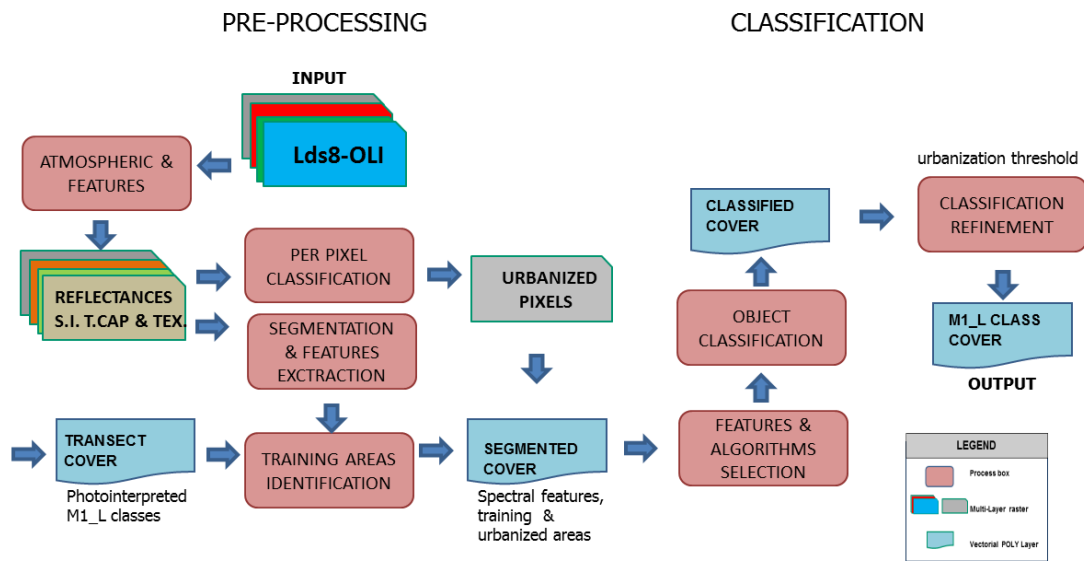 PRE-PROCESSING
CLASSIFICATION
INPUT
Lds8-OLI
ATMOSPHERIC &
FEATURES
urbanization threshold
CLASSIFIED
COVER
CLASSIFICATION
REFINEMENT
PER PIXEL
CLASSIFICATION
REFLECTANCES
S.I. T.CAP & TEX.
URBANIZED
PIXELS
SEGMENTATION
& FEATURES
EXCTRACTION
OBJECT
CLASSIFICATION
M1_L CLASS
COVER
OUTPUT
TRANSECT
COVER
Photointerpreted
M1_L classes
TRAINING AREAS
IDENTIFICATION
SEGMENTED
COVER
Spectral features,
training &
urbanized areas
FEATURES &
ALGORITHMS
SELECTION
LEGEND
Process box
Multi-Layer raster
Vectorial POLY Layer